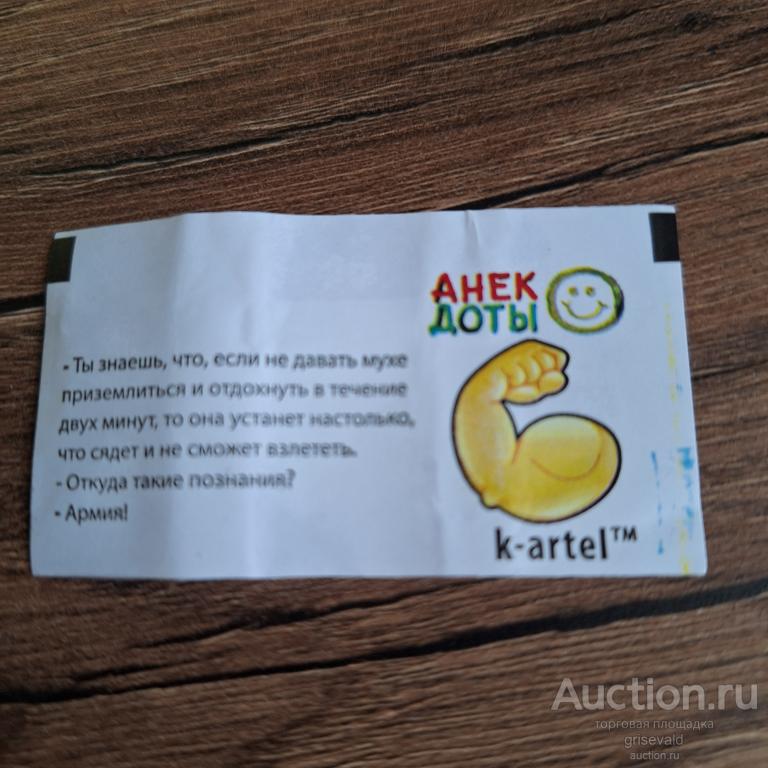 АНЕК
ДОТЫ
- Ты знаешь, что, если не давать мухе
приземлиться и отдохнуть в течение
двух минут, то она устанет настолько,
что сядет и не сможет взлететь.
- Откуда такие познания?
- Армия!
k-artel™
Auction.ru
торговая площадка
grisevald
auction.ru